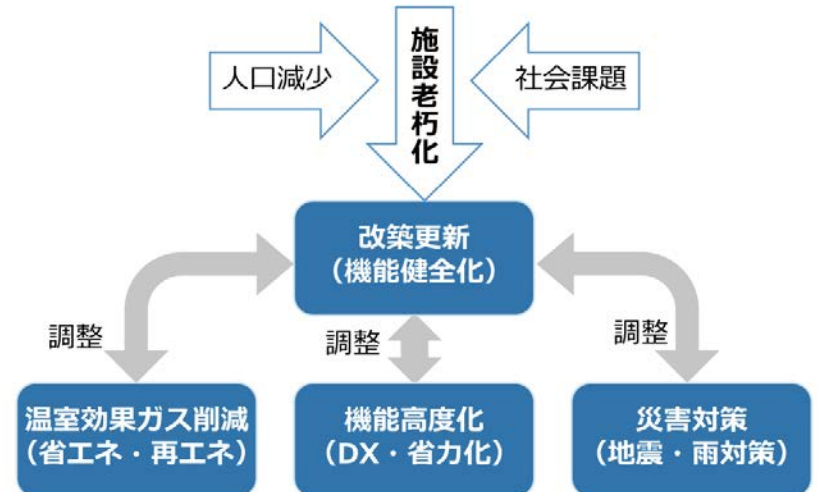 人口減少
施設老朽化
社会課題
改築更新
（機能健全化）
調整
調整
調整
温室効果ガス削減
（省エネ・再エネ）
機能高度化
（DX・省力化）
災害対策
（地震・雨対策）